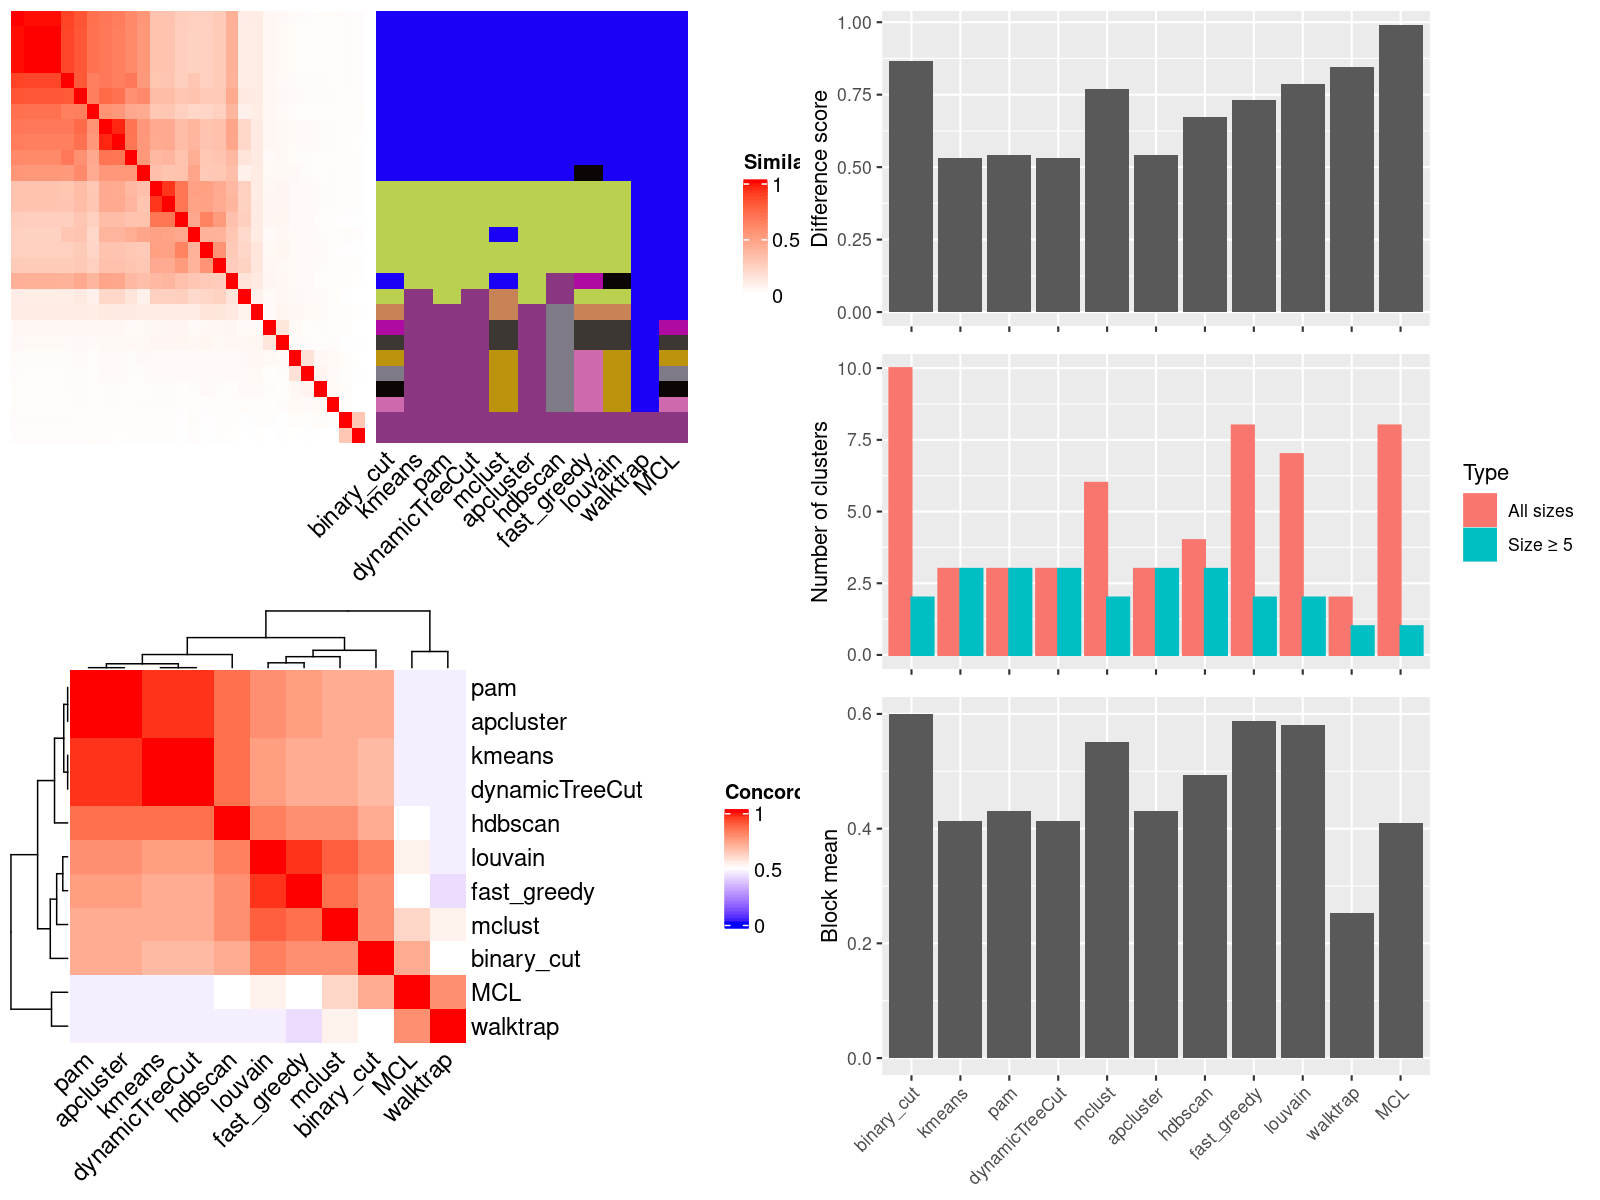 Simila
1
0.5
0
binary_cut
kmeans
pam
dynamicTreeCut
mclust
apcluster
hdbscan
fast_greedy
louvain
walktrap
MCL
Difference score
1.00
0.75
0.50
0.25
0.00
Number of clusters
10.0
7.5
5.0
2.5
0.0
Type
All sizes
Size ≥ 5
pam
apcluster
kmeans
dynamicTreeCut
hdbscan
louvain
fast_greedy
mclust
binary_cut
MCL
walktrap
pam
apcluster
kmeans
dynamicTreeCut
hdbscan
louvain
fast_greedy
mclust
binary_cut
MCL
walktrap
Concord
1
0.5
0
Block mean
0.6
0.4
0.2
0.0
binary_cut
kmeans
pam
dynamicTreeCut
mclust
apcluster
hdbscan
fast_greedy
louvain
walktrap
MCL